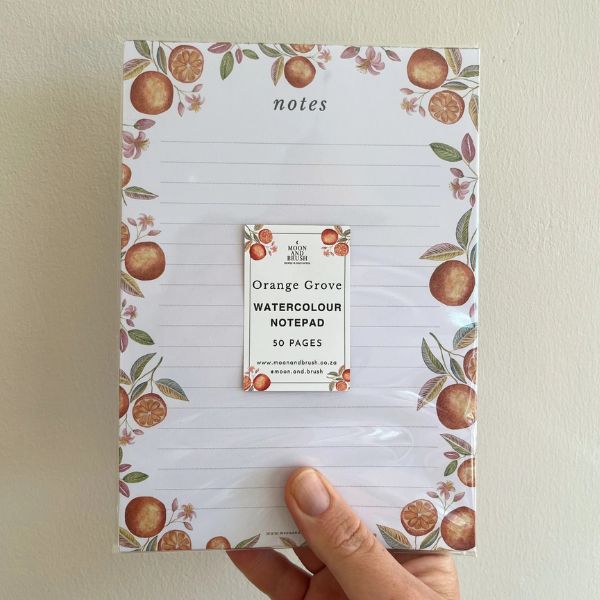 notes
MOON
AND
BRUSH
Orange Grove
WATERCOLOUR
NOTEPAD
50 PAGES
www.moonandbrush.co.za
@moon.and.brush